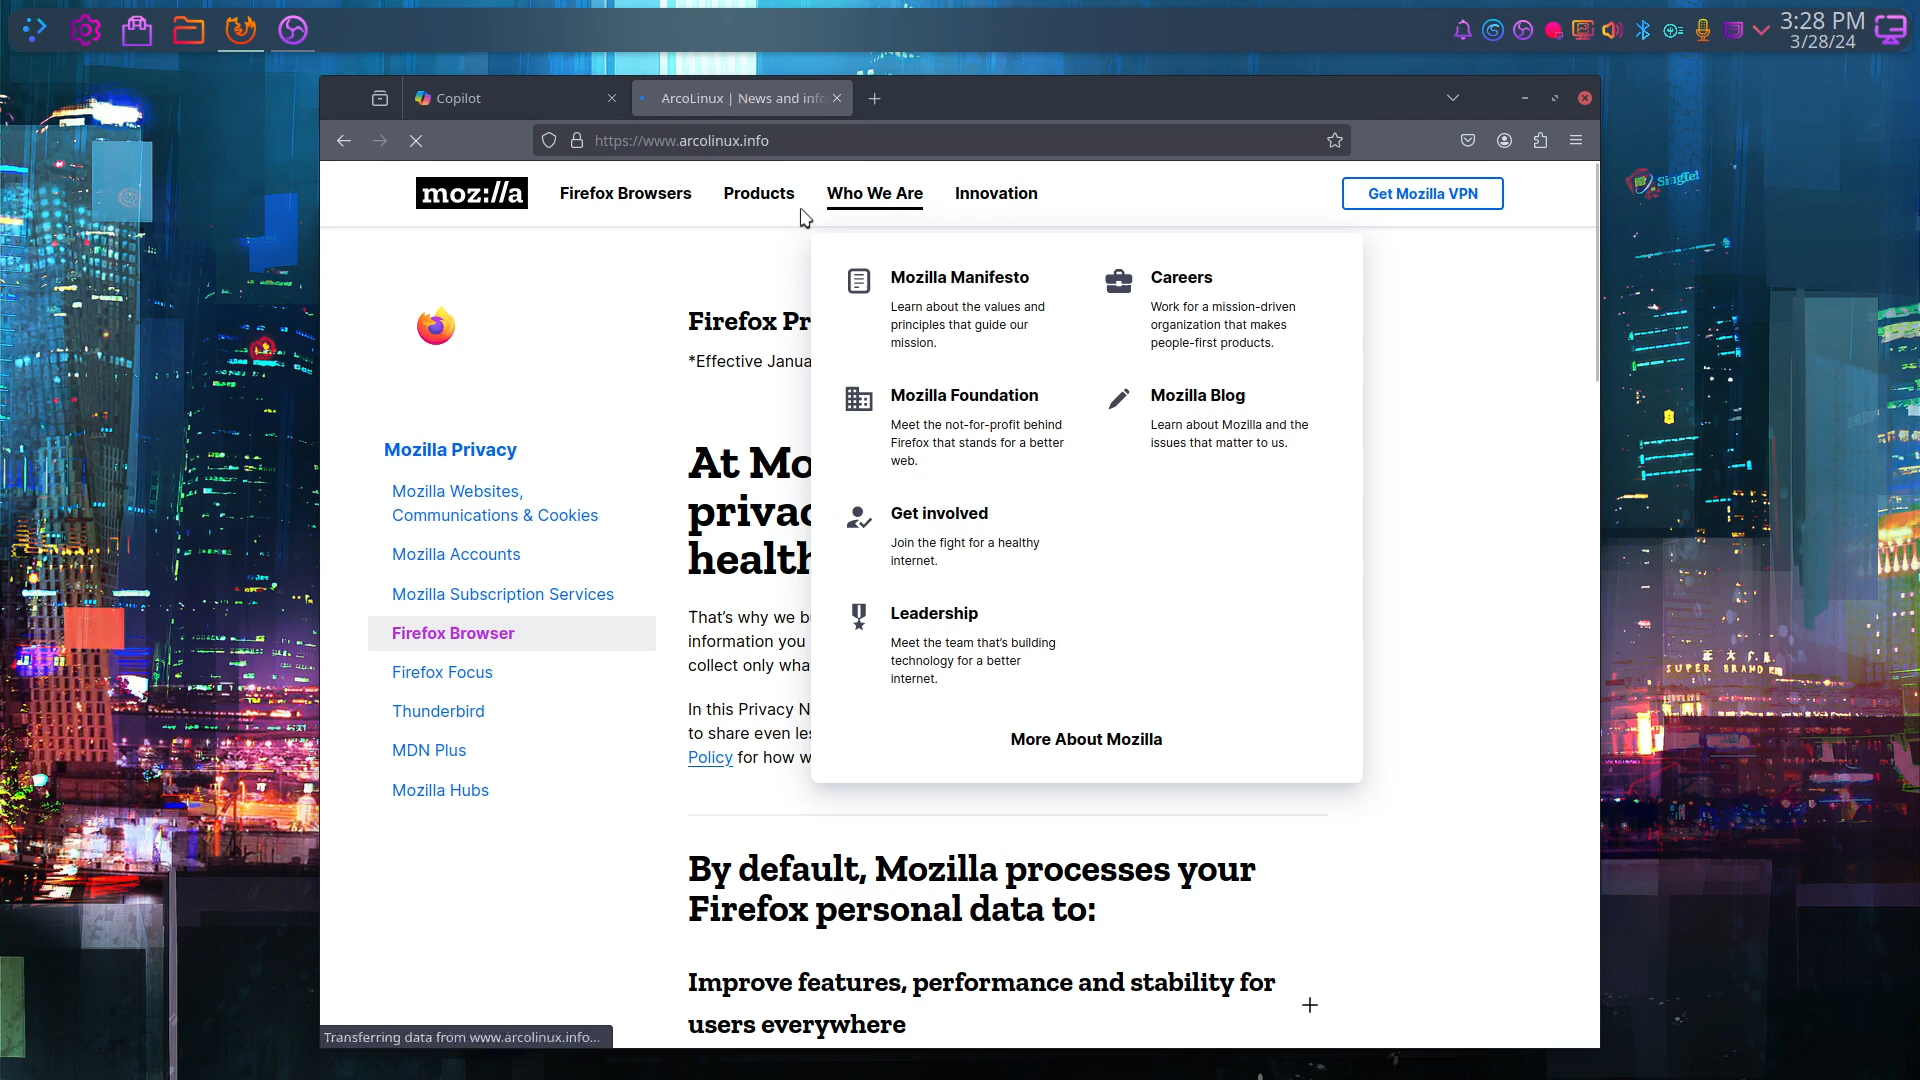 3:28 PM
3/28/24
Copilot
ArcoLinux | News and info
https://www.arcolinux.info
moz://a
Firefox Browsers
Products
Who We Are
Innovation
Get Mozilla VPN
Firefox Pr
*Effective Janua
Mozilla Privacy
Mozilla Websites,
Communications & Cookies
Mozilla Accounts
Mozilla Subscription Services
Firefox Browser
Firefox Focus
Thunderbird
MDN Plus
Mozilla Hubs
At Mo
privac
health
That's why we b
information you
collect only wha
In this Privacy N
to share even les
Policy for how w
Mozilla Manifesto
Learn about the values and
principles that guide our
mission.
Careers
Work for a mission-driven
organization that makes
people-first products.
Mozilla Foundation
Meet the not-for-profit behind
Firefox that stands for a better
web.
Mozilla Blog
Learn about Mozilla and the
issues that matter to us.
Get involved
Join the fight for a healthy
internet.
Leadership
Meet the team that's building
technology for a better
internet.
More About Mozilla
By default, Mozilla processes your
Firefox personal data to:
Improve features, performance and stability for
users everywhere
Transferring data from www.arcolinux.info...
SingTel
SUPER BRAND